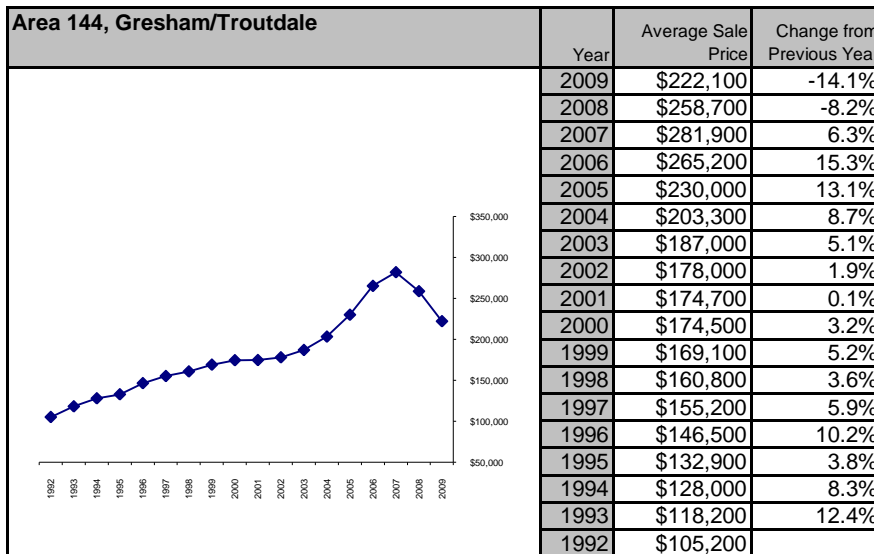 Area 144, Gresham/Troutdale
Year Average Sale Price Change from Previous Yea
2009 $222,100 -14.1%
2008 $258,700 -8.2%
2007 $281,900 6.3%
2006 $265,200 15.3%
2005 $230,000 13.1%
2004 $203,300 8.7%
2003 $187,000 5.1%
2002 $178,000 1.9%
2001 $174,700 0.1%
2000 $174,500 3.2%
1999 $169,100 5.2%
1998 $160,800 3.6%
1997 $155,200 5.9%
1996 $146,500 10.2%
1995 $132,900 3.8%
1994 $128,000 8.3%
1993 $118,200 12.4%
1992 $105,200
$350,000
$300,000
$250,000
$200,000
$150,000
$100,000
$50,000
1992 1993 1994 1995 1996 1997 1998 1999 2000 2001 2002 2003 2004 2005 2006 2007 2008 2009